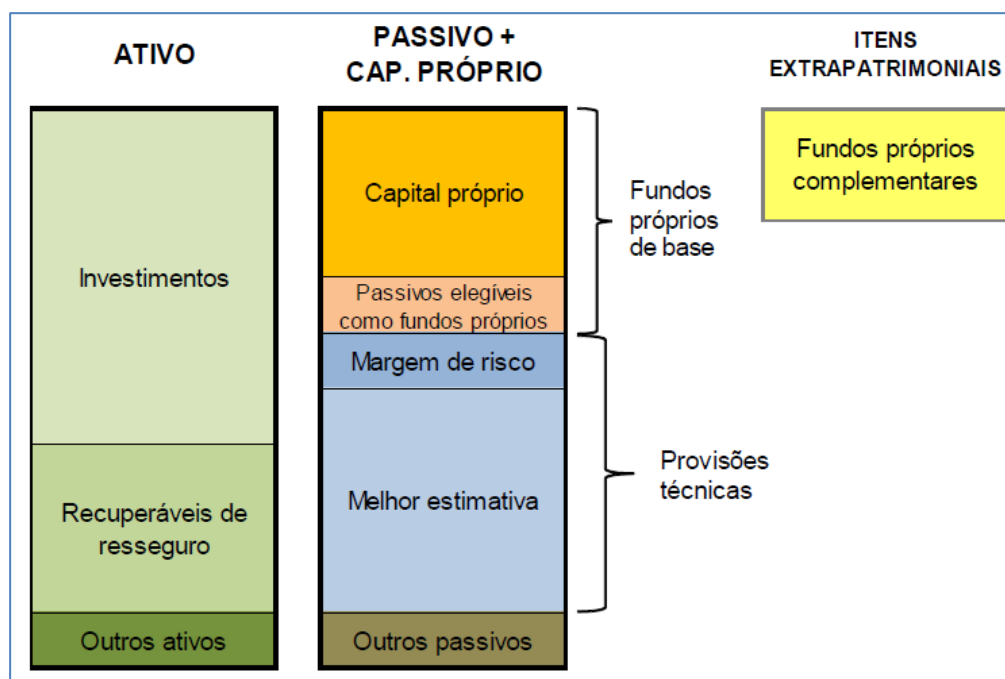 ATIVO
PASSIVO +
CAP. PRÓPRIO
ITENS
EXTRAPATRIMONIAIS
Investimentos
Recuperáveis de
resseguro
Outros ativos
Capital próprio
Passivos elegíveis
como fundos próprios
Margem de risco
Melhor estimativa
Outros passivos
Fundos
próprios
de base
Provisões
técnicas
Fundos próprios
complementares